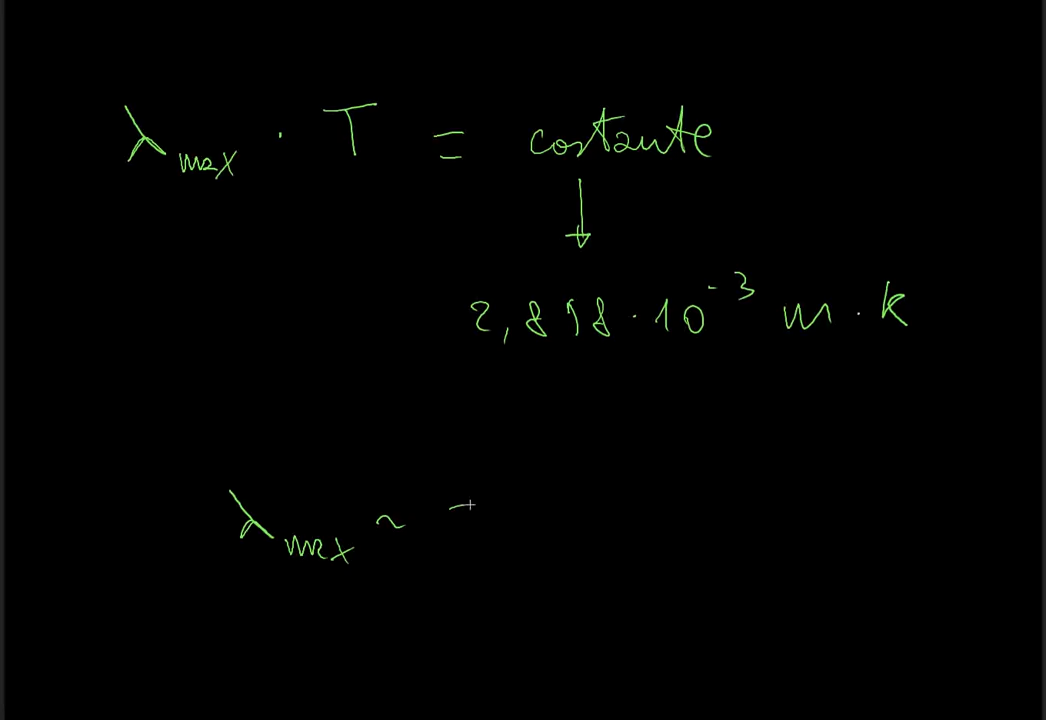 λmax · T = costante
↓
2,898 · 10⁻³ m · k
λmax ~